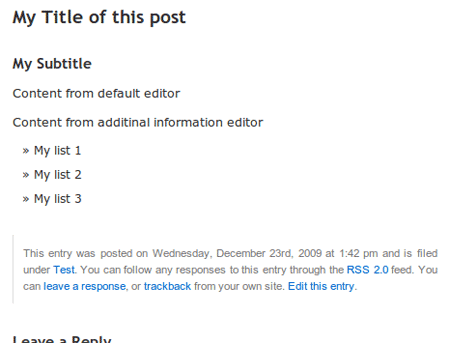 My Title of this post
My Subtitle
Content from default editor
Content from additinal information editor
» My list 1
» My list 2
» My list 3
This entry was posted on Wednesday, December 23rd, 2009 at 1:42 pm and is filed
under Test. You can follow any responses to this entry through the RSS 2.0 feed. You
can leave a response, or trackback from your own site. Edit this entry.
Leave a Reply